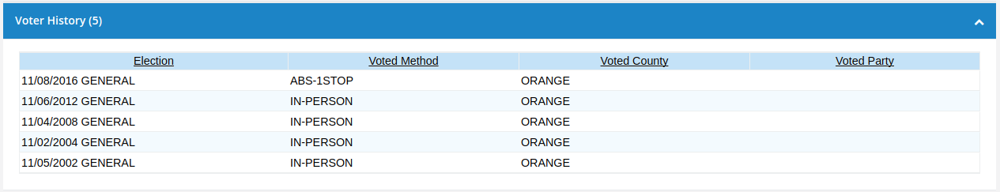 Voter History (5)
Election Voted Method Voted County Voted Party
11/08/2016 GENERAL ABS-1STOP ORANGE
11/06/2012 GENERAL IN-PERSON ORANGE
11/04/2008 GENERAL IN-PERSON ORANGE
11/02/2004 GENERAL IN-PERSON ORANGE
11/05/2002 GENERAL IN-PERSON ORANGE